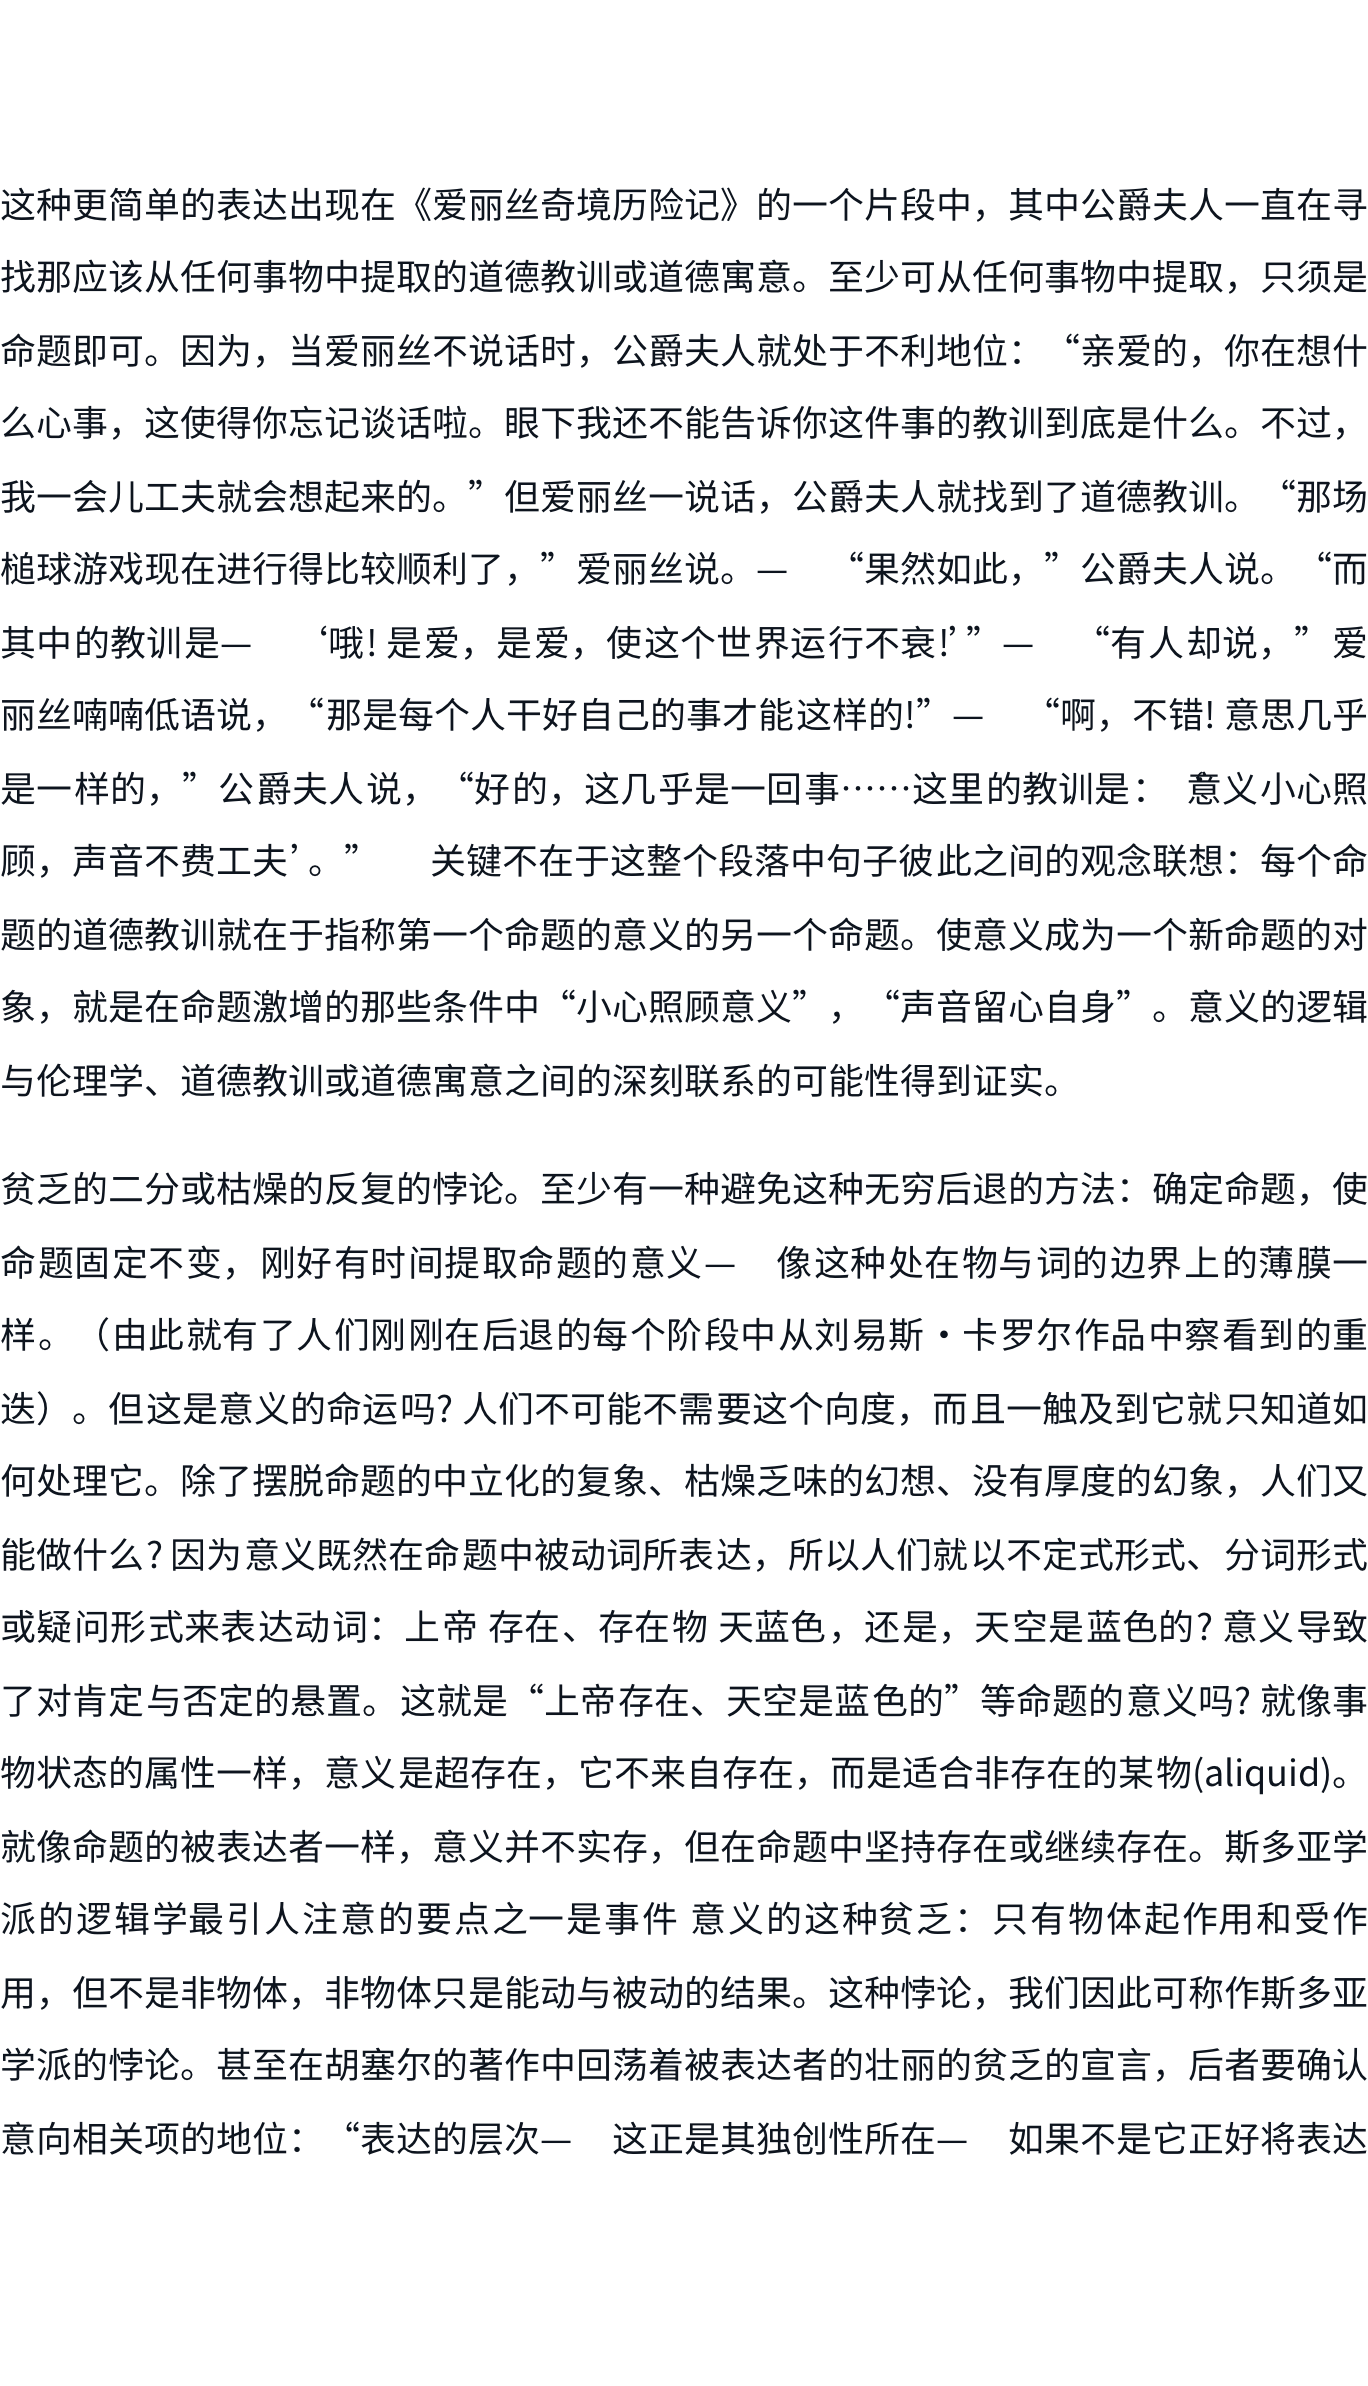 这种更简单的表达出现在《爱丽丝奇境历险记》的一个片段中，其中公爵夫人一直在寻
找那应该从任何事物中提取的道德教训或道德寓意。至少可从任何事物中提取，只须是
命题即可。因为，当爱丽丝不说话时，公爵夫人就处于不利地位：“亲爱的，你在想什
么心事，这使得你忘记谈话啦。眼下我还不能告诉你这件事的教训到底是什么。不过，
我一会儿工夫就会想起来的。”但爱丽丝一说话，公爵夫人就找到了道德教训。“那场
槌球游戏现在进行得比较顺利了，”爱丽丝说。— “果然如此，”公爵夫人说。“而
其中的教训是— ‘哦! 是爱，是爱，使这个世界运行不衰!’”— “有人却说，”爱
丽丝喃喃低语说，“那是每个人干好自己的事才能这样的!”— “啊，不错! 意思几乎
是一样的，”公爵夫人说，“好的，这几乎是一回事……这里的教训是：‘意义小心照
顾，声音不费工夫’。” 关键不在于这整个段落中句子彼此之间的观念联想：每个命
题的道德教训就在于指称第一个命题的意义的另一个命题。使意义成为一个新命题的对
象，就是在命题激增的那些条件中“小心照顾意义”，“声音留心自身”。意义的逻辑
与伦理学、道德教训或道德寓意之间的深刻联系的可能性得到证实。
贫乏的二分或枯燥的反复的悖论。至少有一种避免这种无穷后退的方法：确定命题，使
命题固定不变，刚好有时间提取命题的意义— 像这种处在物与词的边界上的薄膜一
样。（由此就有了人们刚刚在后退的每个阶段中从刘易斯·卡罗尔作品中察看到的重
迭）。但这是意义的命运吗? 人们不可能不需要这个向度，而且一触及到它就只知道如
何处理它。除了摆脱命题的中立化的复象、枯燥乏味的幻想、没有厚度的幻象，人们又
能做什么? 因为意义既然在命题中被动词所表达，所以人们就以不定式形式、分词形式
或疑问形式来表达动词：上帝 存在、存在物 天蓝色，还是，天空是蓝色的? 意义导致
了对肯定与否定的悬置。这就是“上帝存在、天空是蓝色的”等命题的意义吗? 就像事
物状态的属性一样，意义是超存在，它不来自存在，而是适合非存在的某物(aliquid)。
就像命题的被表达者一样，意义并不实存，但在命题中坚持存在或继续存在。斯多亚学
派的逻辑学最引人注意的要点之一是事件 意义的这种贫乏：只有物体起作用和受作
用，但不是非物体，非物体只是能动与被动的结果。这种悖论，我们因此可称作斯多亚
学派的悖论。甚至在胡塞尔的著作中回荡着被表达者的壮丽的贫乏的宣言，后者要确认
意向相关项的地位：“表达的层次— 这正是其独创性所在— 如果不是它正好将表达